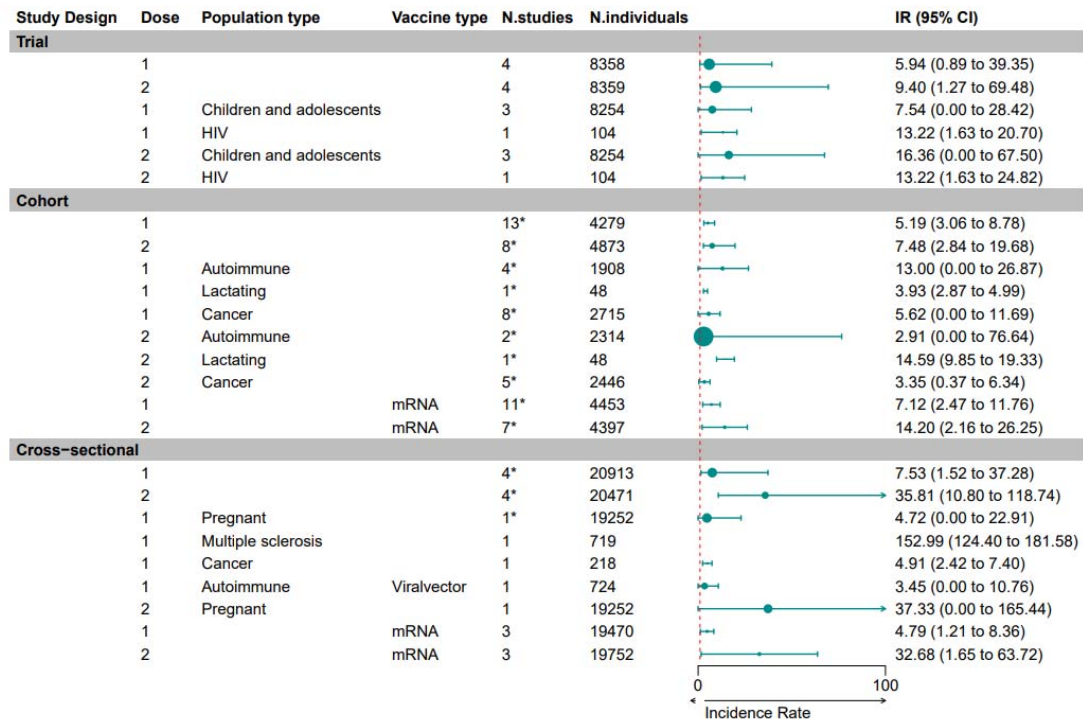 Study Design Dose Population type Vaccine type N.studies N.individuals IR (95% CI)
Trial
1 4 8358 5.94 (0.89 to 39.35)
2 4 8359 9.40 (1.27 to 69.48)
1 Children and adolescents 3 8254 7.54 (0.00 to 28.42)
1 HIV 1 104 13.22 (1.63 to 20.70)
2 Children and adolescents 3 8254 16.36 (0.00 to 67.50)
2 HIV 1 104 13.22 (1.63 to 24.82)
Cohort
1 13* 4279 5.19 (3.06 to 8.78)
2 8* 4873 7.48 (2.84 to 19.68)
1 Autoimmune 4* 1908 13.00 (0.00 to 26.87)
1 Lactating 1* 48 3.93 (2.87 to 4.99)
1 Cancer 8* 2715 5.62 (0.00 to 11.69)
2 Autoimmune 2* 2314 2.91 (0.00 to 76.64)
2 Lactating 1* 48 14.59 (9.85 to 19.33)
2 Cancer 5* 2446 3.35 (0.37 to 6.34)
1 mRNA 11* 4453 7.12 (2.47 to 11.76)
2 mRNA 7* 4397 14.20 (2.16 to 26.25)
Cross−sectional
1 4* 20913 7.53 (1.52 to 37.28)
2 4* 20471 35.81 (10.80 to 118.74)
1 Pregnant 1* 19252 4.72 (0.00 to 22.91)
1 Multiple sclerosis 1 719 152.99 (124.40 to 181.58)
1 Cancer 1 218 4.91 (2.42 to 7.40)
1 Autoimmune Viralvector 1 724 3.45 (0.00 to 10.76)
2 Pregnant 1 19252 37.33 (0.00 to 165.44)
1 mRNA 3 19470 4.79 (1.21 to 8.36)
2 mRNA 3 19752 32.68 (1.65 to 63.72)
0 100
Incidence Rate